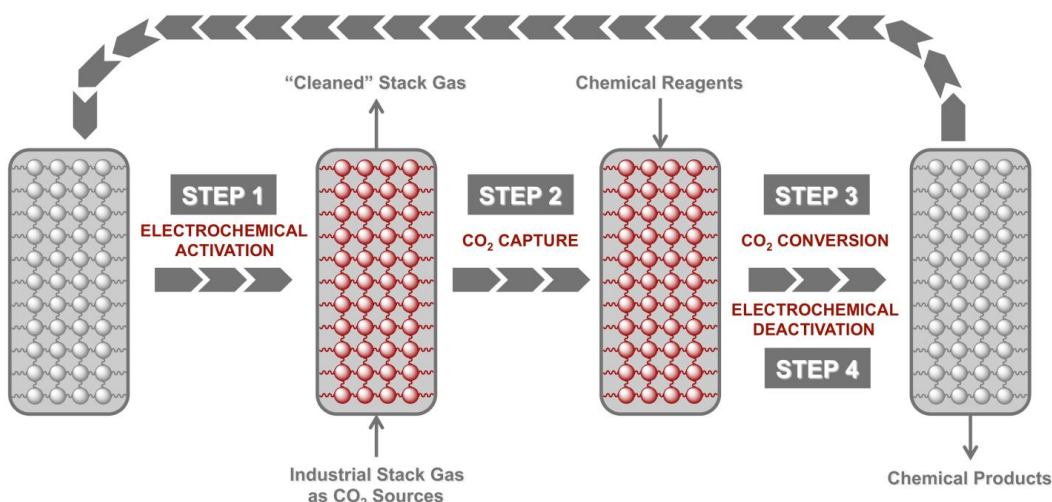 “Cleaned” Stack Gas
Chemical Reagents
STEP 1
ELECTROCHEMICAL
ACTIVATION
STEP 2
CO₂ CAPTURE
STEP 3
CO₂ CONVERSION
ELECTROCHEMICAL
DEACTIVATION
STEP 4
Industrial Stack Gas
as CO₂ Sources
Chemical Products